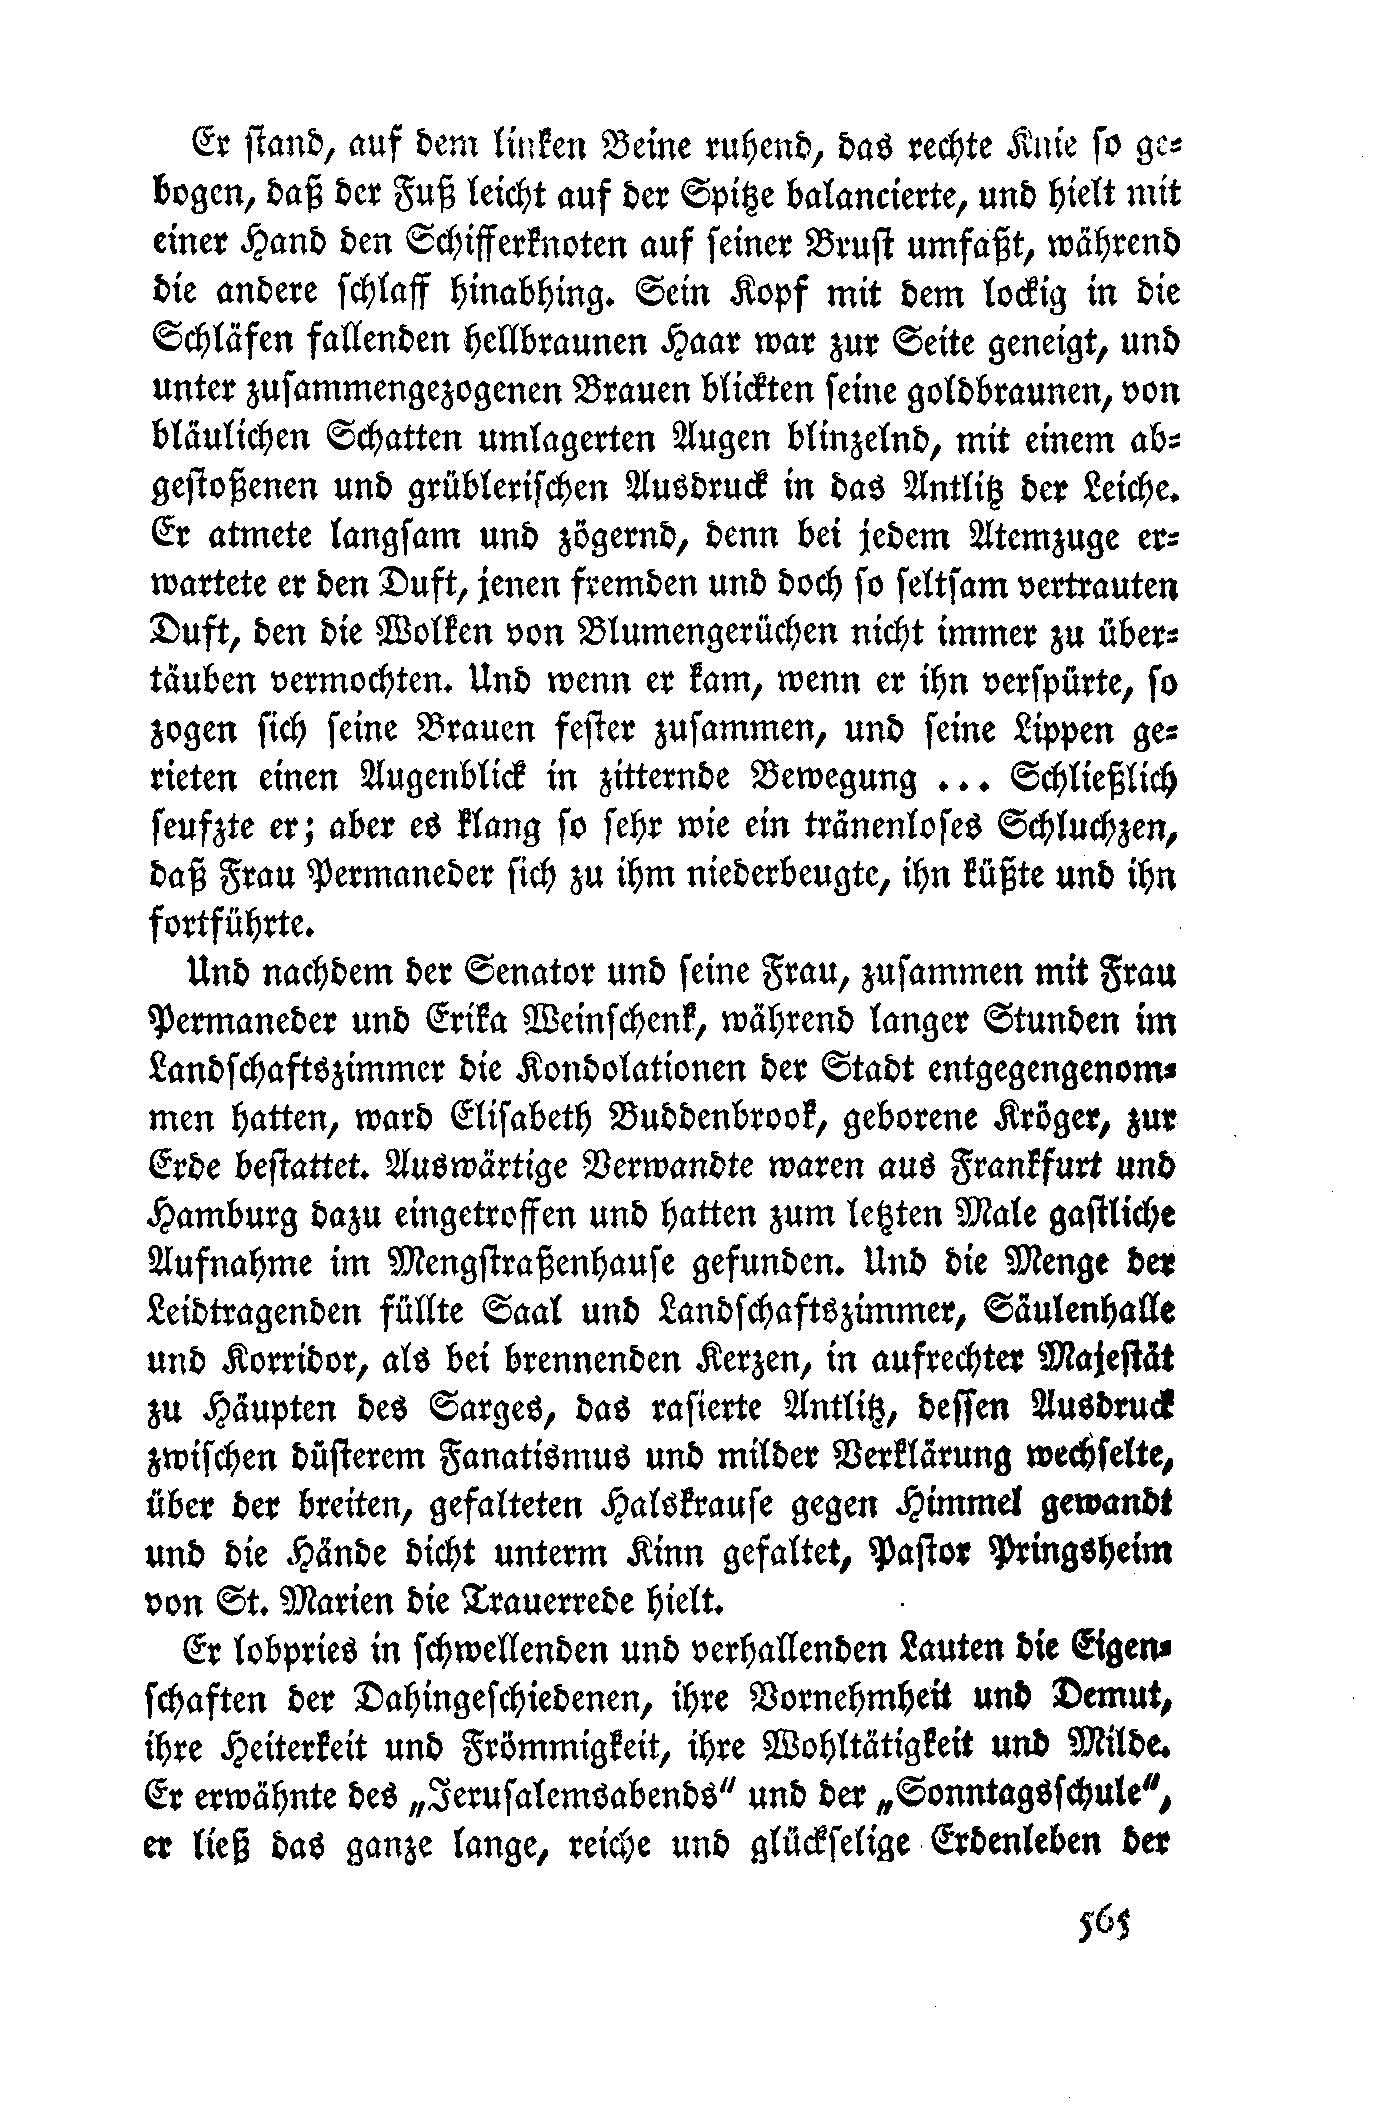 Er stand, auf dem linken Beine ruhend, das rechte Knie so ge-
bogen, daß der Fuß leicht auf der Spitze balancierte, und hielt mit
einer Hand den Schifferknoten auf seiner Brust umfaßt, während
die andere schlaff hinabhing. Sein Kopf mit dem lockig in die
Schläfen fallenden hellbraunen Haar war zur Seite geneigt, und
unter zusammengezogenen Brauen blickten seine goldbraunen, von
bläulichen Schatten umlagerten Augen blinzelnd, mit einem ab-
gestoßenen und grüblerischen Ausdruck in das Antlitz der Leiche.
Er atmete langsam und zögernd, denn bei jedem Atemzuge er-
wartete er den Duft, jenen fremden und doch so seltsam vertrauten
Duft, den die Wolken von Blumengerüchen nicht immer zu über-
täuben vermochten. Und wenn er kam, wenn er ihn verspürte, so
zogen sich seine Brauen fester zusammen, und seine Lippen ge-
rieten einen Augenblick in zitternde Bewegung ... Schließlich
seufzte er; aber es klang so sehr wie ein tränenloses Schluchzen,
daß Frau Permaneder sich zu ihm niederbeugte, ihn küßte und ihn
fortführte.
Und nachdem der Senator und seine Frau, zusammen mit Frau
Permaneder und Erika Weinschenk, während langer Stunden im
Landschaftszimmer die Kondolationen der Stadt entgegengenom-
men hatten, ward Elisabeth Buddenbrook, geborene Kröger, zur
Erde bestattet. Auswärtige Verwandte waren aus Frankfurt und
Hamburg dazu eingetroffen und hatten zum letzten Male gastliche
Aufnahme im Mengstraßenhause gefunden. Und die Menge der
Leidtragenden füllte Saal und Landschaftszimmer, Säulenhalle
und Korridor, als bei brennenden Kerzen, in aufrechter Majestät
zu Häupten des Sarges, das rasierte Antlitz, dessen Ausdruck
zwischen düsterem Fanatismus und milder Verklärung wechselte,
über der breiten, gefalteten Halskrause gegen Himmel gewandt
und die Hände dicht unterm Kinn gefaltet, Pastor Pringsheim
von St. Marien die Trauerrede hielt.
Er lobpries in schwellenden und verhallenden Lauten die Eigen-
schaften der Dahingeschiedenen, ihre Vornehmheit und Demut,
ihre Heiterkeit und Frömmigkeit, ihre Wohltätigkeit und Milde.
Er erwähnte des „Jerusalemsabends“ und der „Sonntagsschule“,
er ließ das ganze lange, reiche und glückselige Erdenleben der
565